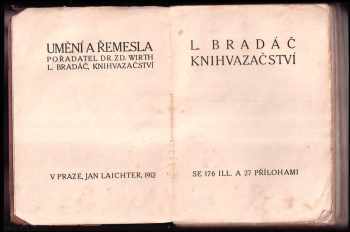 UMĚNÍ A ŘEMESLA
POŘADATEL DR. ZD. WIRTH
L. BRADÁČ, KNIHVAZAČSTVÍ
V PRAZE, JAN LAICHTER, 1912
L. BRADÁČ
KNIHVAZAČSTVÍ
SE 176 ILL. A 27 PŘÍLOHAMI